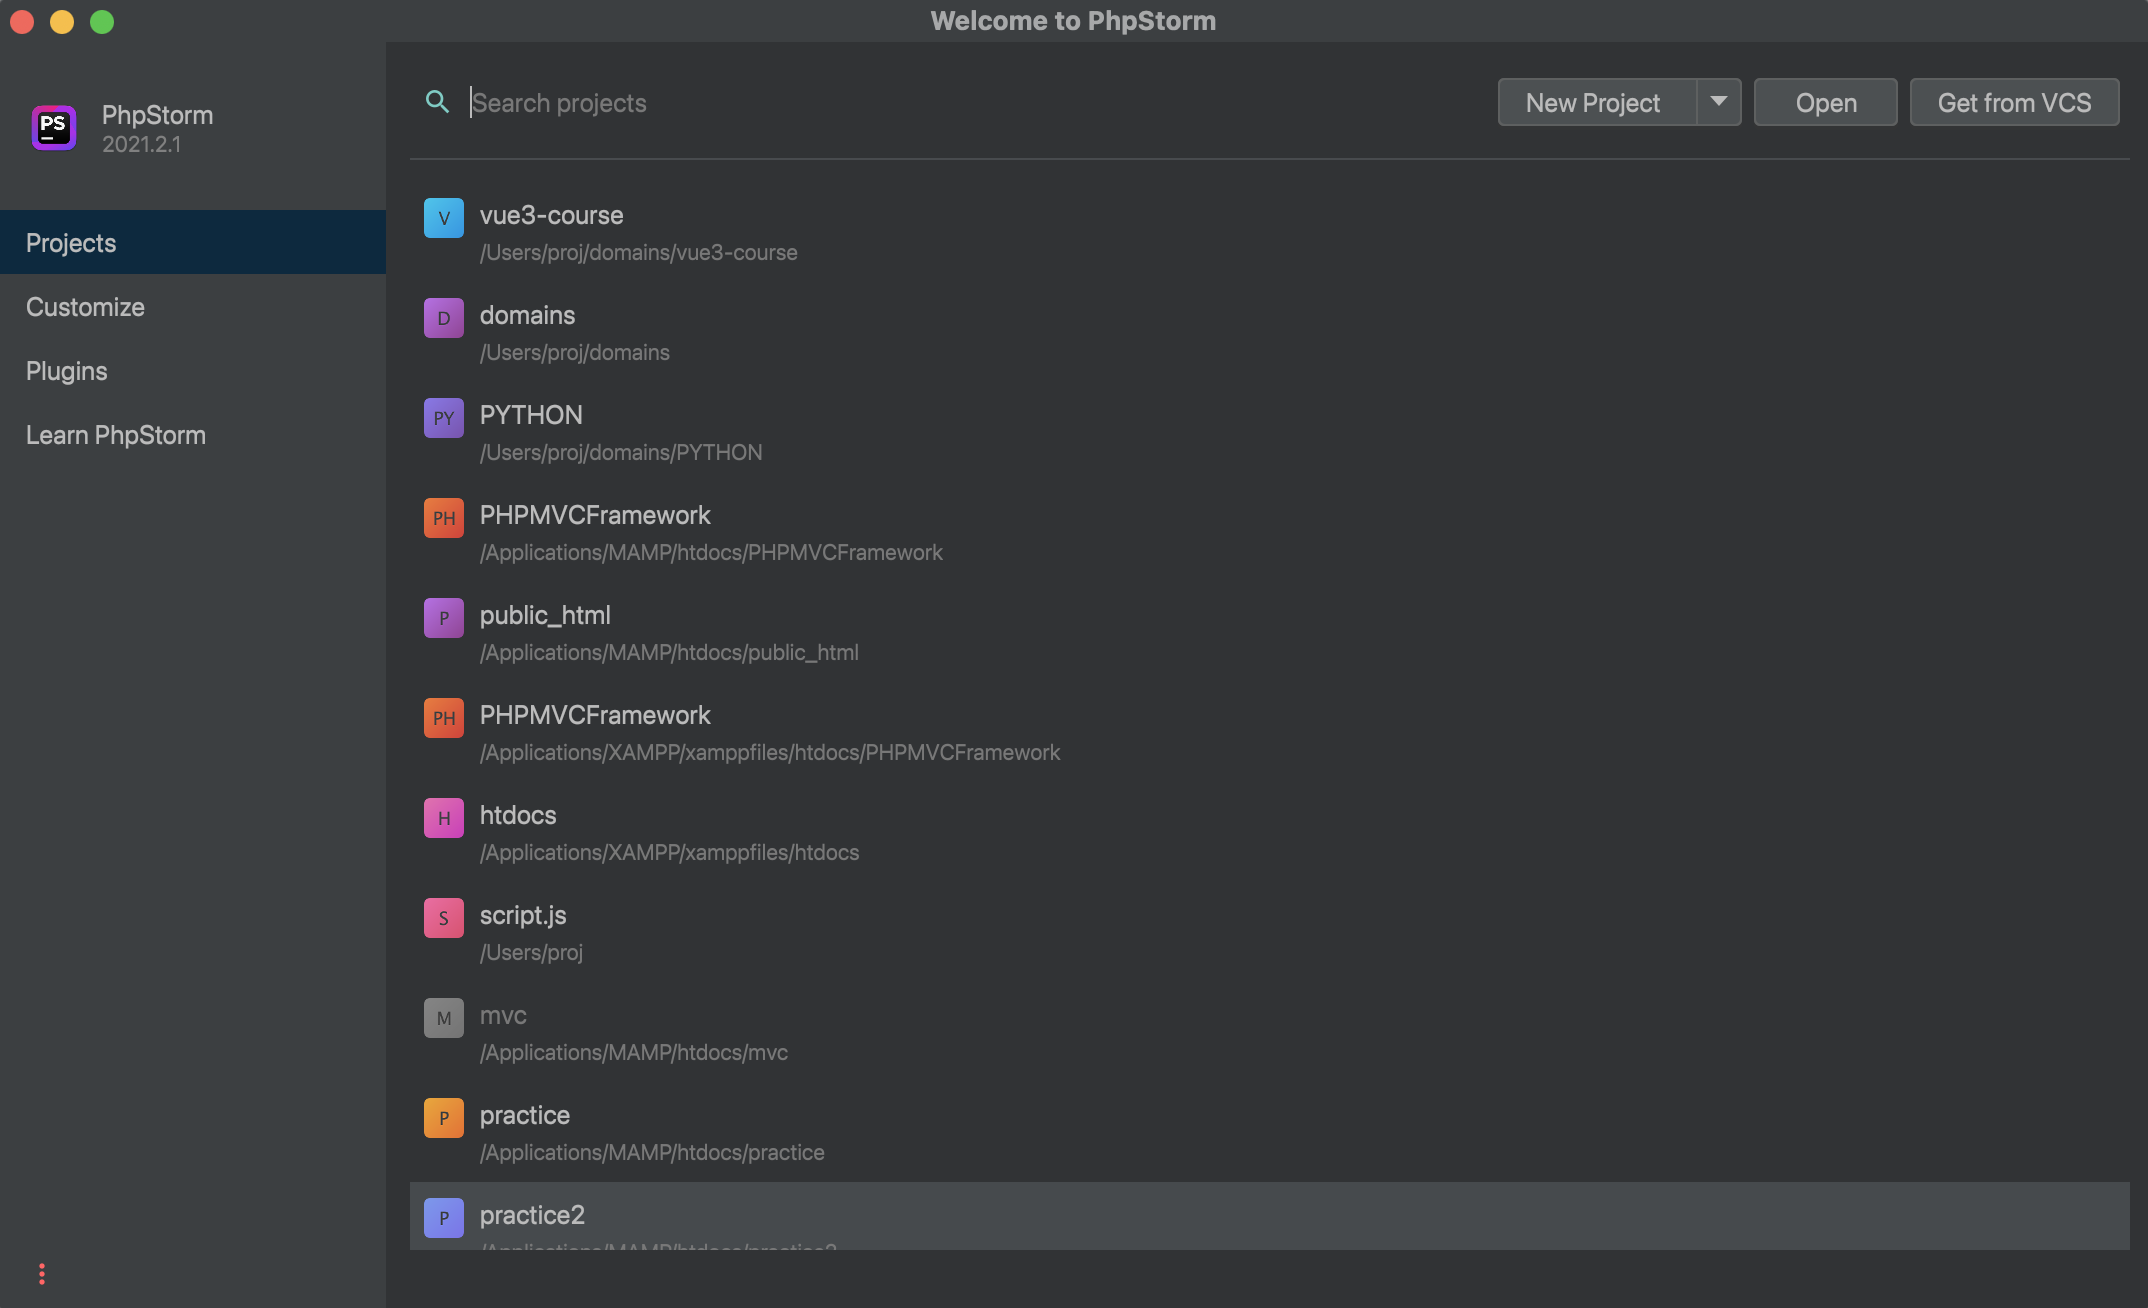 Welcome to PhpStorm
PS
PhpStorm
2021.2.1
Projects
Customize
Plugins
Learn PhpStorm
Search projects
New Project
Open
Get from VCS
V
vue3-course
/Users/proj/domains/vue3-course
D
domains
/Users/proj/domains
PY
PYTHON
/Users/proj/domains/PYTHON
PH
PHPMVCFramework
/Applications/MAMP/htdocs/PHPMVCFramework
P
public_html
/Applications/MAMP/htdocs/public_html
PH
PHPMVCFramework
/Applications/XAMPP/xamppfiles/htdocs/PHPMVCFramework
H
htdocs
/Applications/XAMPP/xamppfiles/htdocs
S
script.js
/Users/proj
M
mvc
/Applications/MAMP/htdocs/mvc
P
practice
/Applications/MAMP/htdocs/practice
P
practice2
/Applications/MAMP/htdocs/practice2